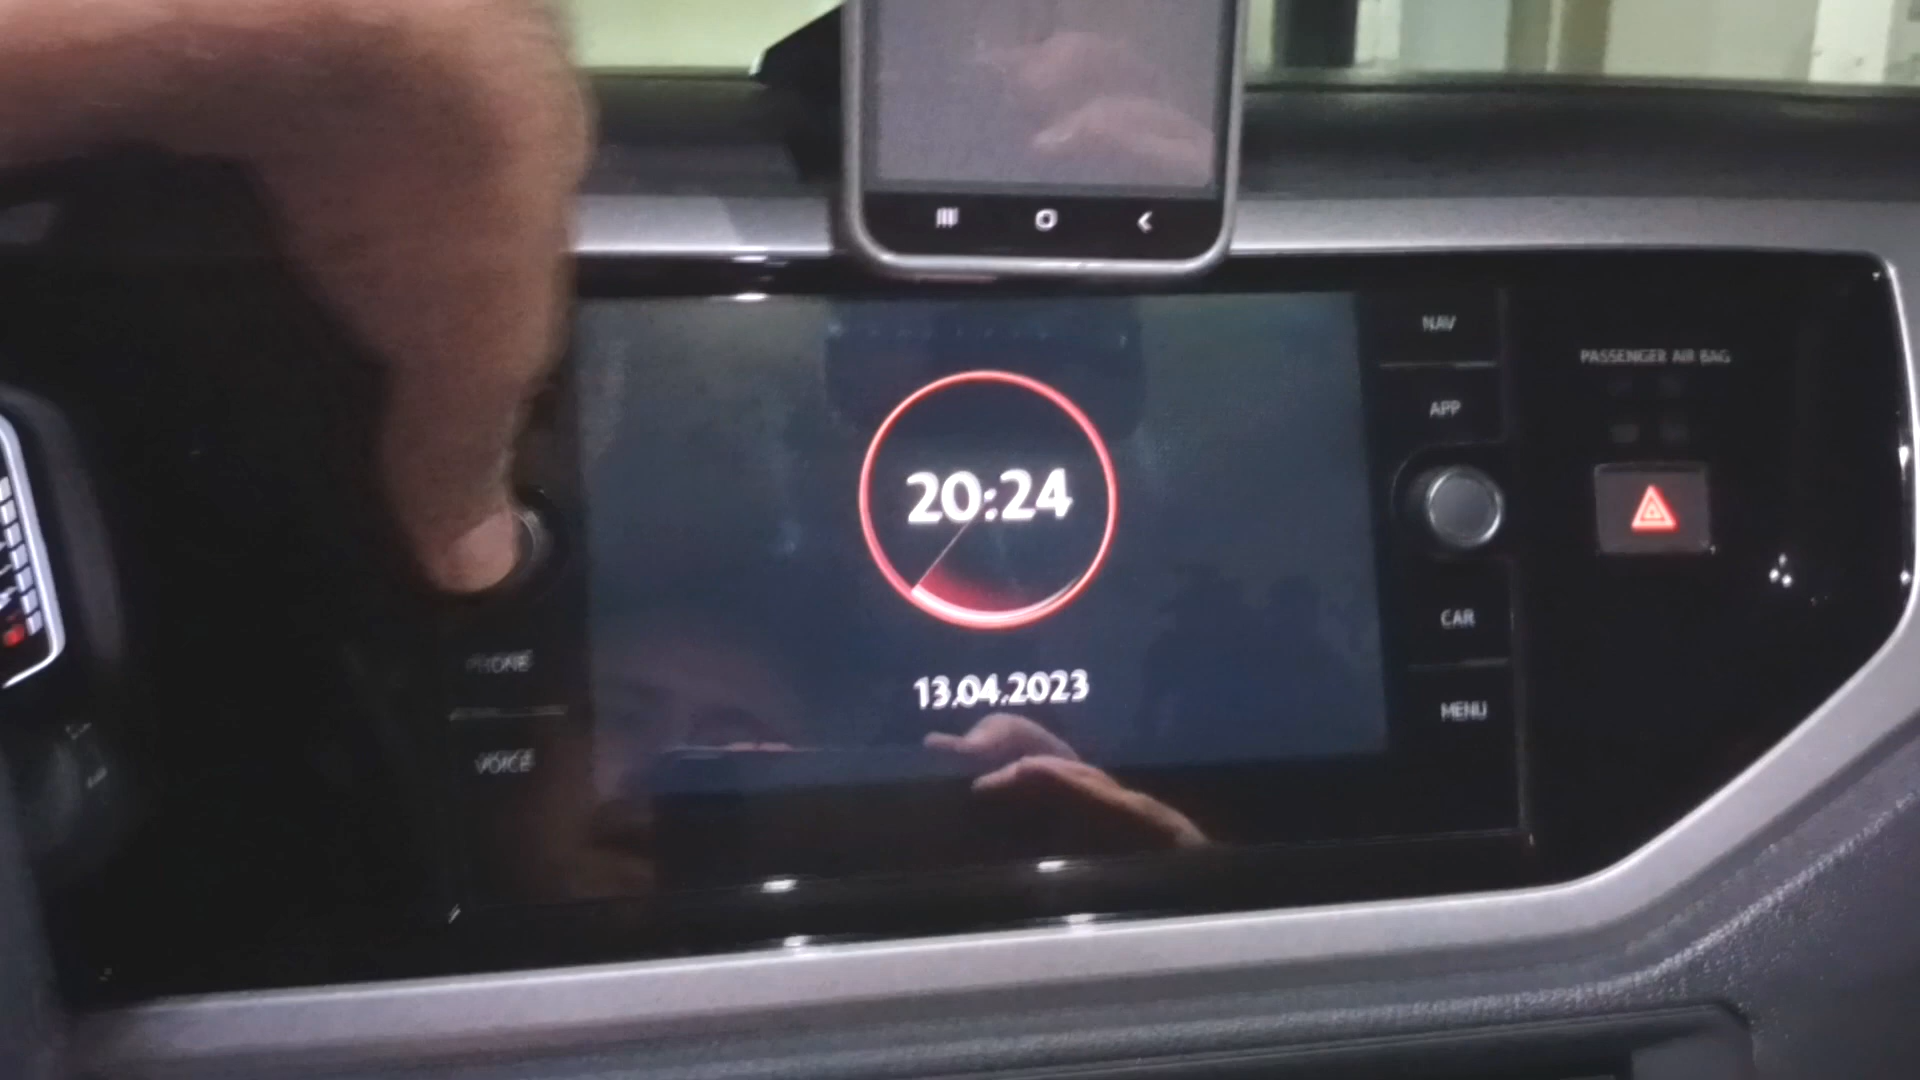 NAV
PASSENGER AIR BAG
APP
20:24
CAR
PHONE
13.04.2023
MENU
VOICE